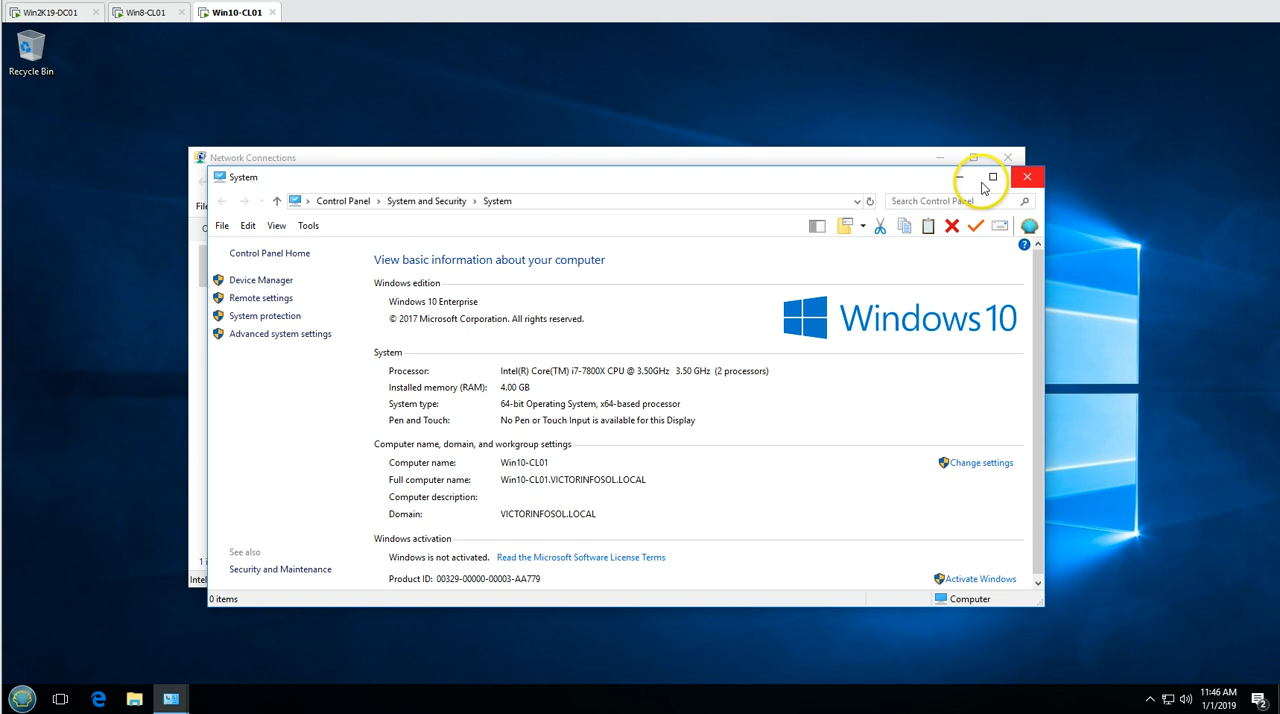 Win2K19-DC01
Win8-CL01
Win10-CL01
Recycle Bin
Network Connections
System
Control Panel
System and Security
System
Search Control Panel
File Edit View Tools
Control Panel Home
Device Manager
Remote settings
System protection
Advanced system settings
See also
Security and Maintenance
View basic information about your computer
Windows edition
Windows 10 Enterprise
© 2017 Microsoft Corporation. All rights reserved.
Windows 10
System
Processor: Intel(R) Core(TM) i7-7800X CPU @ 3.50GHz 3.50 GHz (2 processors)
Installed memory (RAM): 4.00 GB
System type: 64-bit Operating System, x64-based processor
Pen and Touch: No Pen or Touch Input is available for this Display
Computer name, domain, and workgroup settings
Computer name: Win10-CL01
Change settings
Full computer name: Win10-CL01.VICTORINFOSOL.LOCAL
Computer description:
Domain: VICTORINFOSOL.LOCAL
Windows activation
Windows is not activated. Read the Microsoft Software License Terms
Product ID: 00329-00000-00003-AA779
Activate Windows
0 items
Computer
Intel
11:46 AM
1/1/2019
2